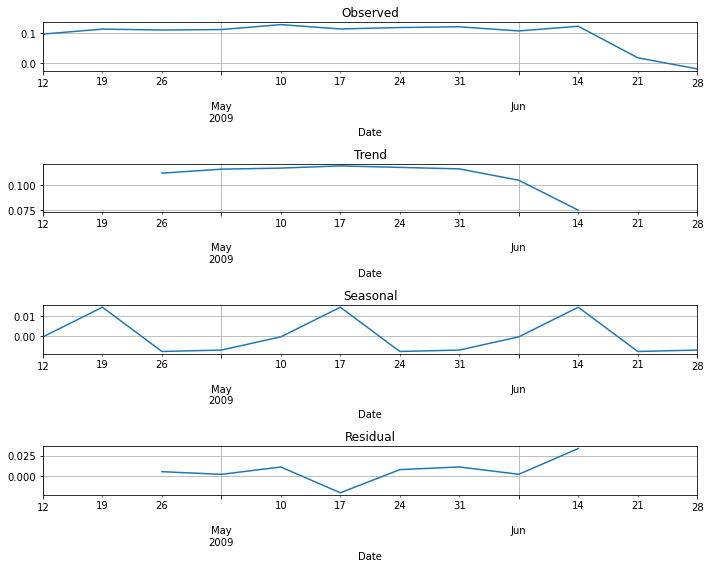 Observed
0.1
0.0
12 19 26 10 17 24 31 14 21 28
May Jun
2009
Date
Trend
0.100
0.075
12 19 26 10 17 24 31 14 21 28
May Jun
2009
Date
Seasonal
0.01
0.00
12 19 26 10 17 24 31 14 21 28
May Jun
2009
Date
Residual
0.025
0.000
12 19 26 10 17 24 31 14 21 28
May Jun
2009
Date